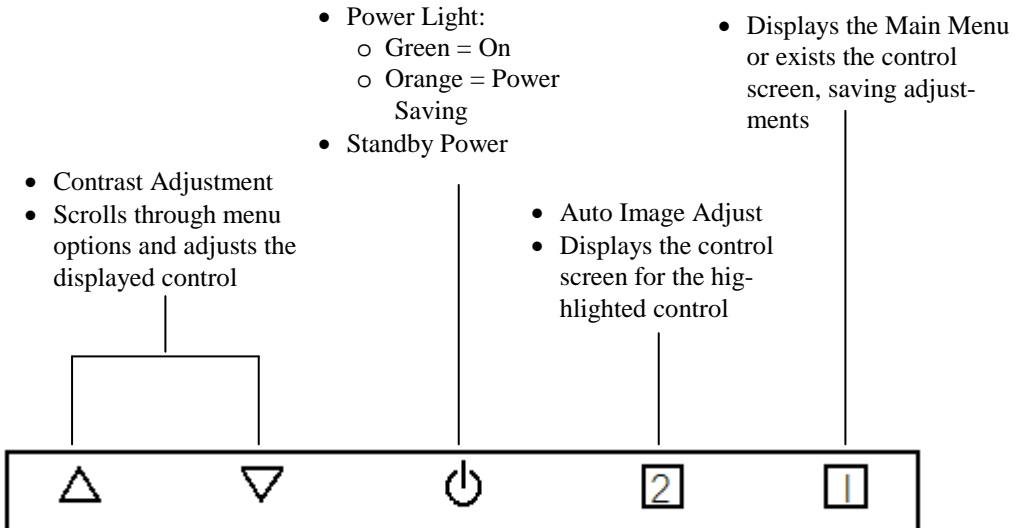 • Power Light:
o Green = On
o Orange = Power
Saving
• Standby Power
• Displays the Main Menu
or exists the control
screen, saving adjust-
ments
• Contrast Adjustment
• Scrolls through menu
options and adjusts the
displayed control
• Auto Image Adjust
• Displays the control
screen for the hig-
hlighted control
2
1